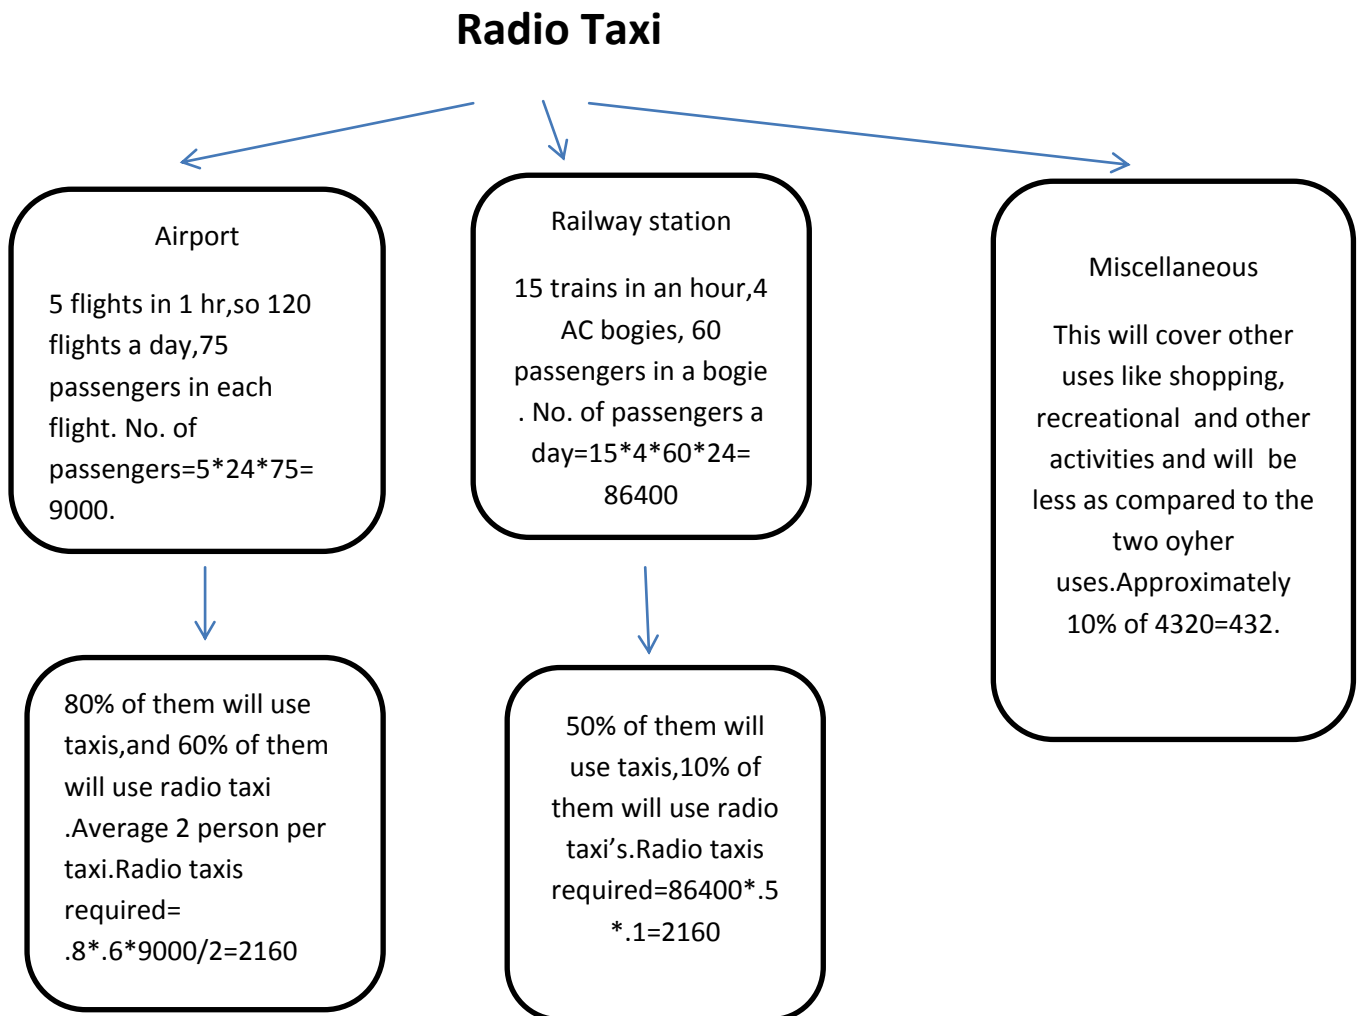 Radio Taxi
Airport
5 flights in 1 hr,so 120
flights a day,75
passengers in each
flight. No. of
passengers=5*24*75=
9000.
Railway station
15 trains in an hour,4
AC bogies, 60
passengers in a bogie
. No. of passengers a
day=15*4*60*24=
86400
Miscellaneous
This will cover other
uses like shopping,
recreational and other
activities and will be
less as compared to the
two oyher
uses.Approximately
10% of 4320=432.
80% of them will use
taxis,and 60% of them
will use radio taxi
.Average 2 person per
taxi.Radio taxis
required=
.8*.6*9000/2=2160
50% of them will
use taxis,10% of
them will use radio
taxi’s.Radio taxis
required=86400*.5
*.1=2160